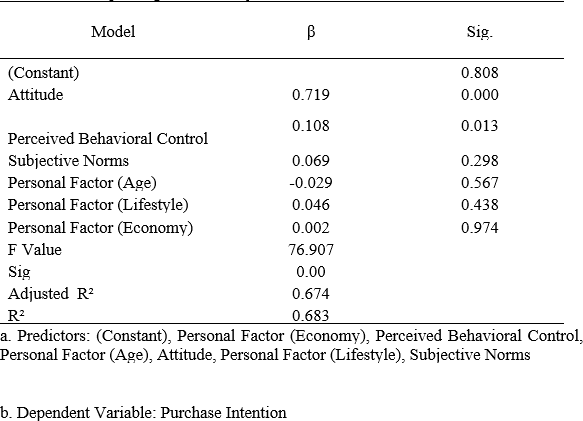 Model β Sig.
(Constant) 0.808
Attitude 0.719 0.000
Perceived Behavioral Control 0.108 0.013
Subjective Norms 0.069 0.298
Personal Factor (Age) -0.029 0.567
Personal Factor (Lifestyle) 0.046 0.438
Personal Factor (Economy) 0.002 0.974
F Value 76.907
Sig 0.00
Adjusted R² 0.674
R² 0.683
a. Predictors: (Constant), Personal Factor (Economy), Perceived Behavioral Control,
Personal Factor (Age), Attitude, Personal Factor (Lifestyle), Subjective Norms
b. Dependent Variable: Purchase Intention